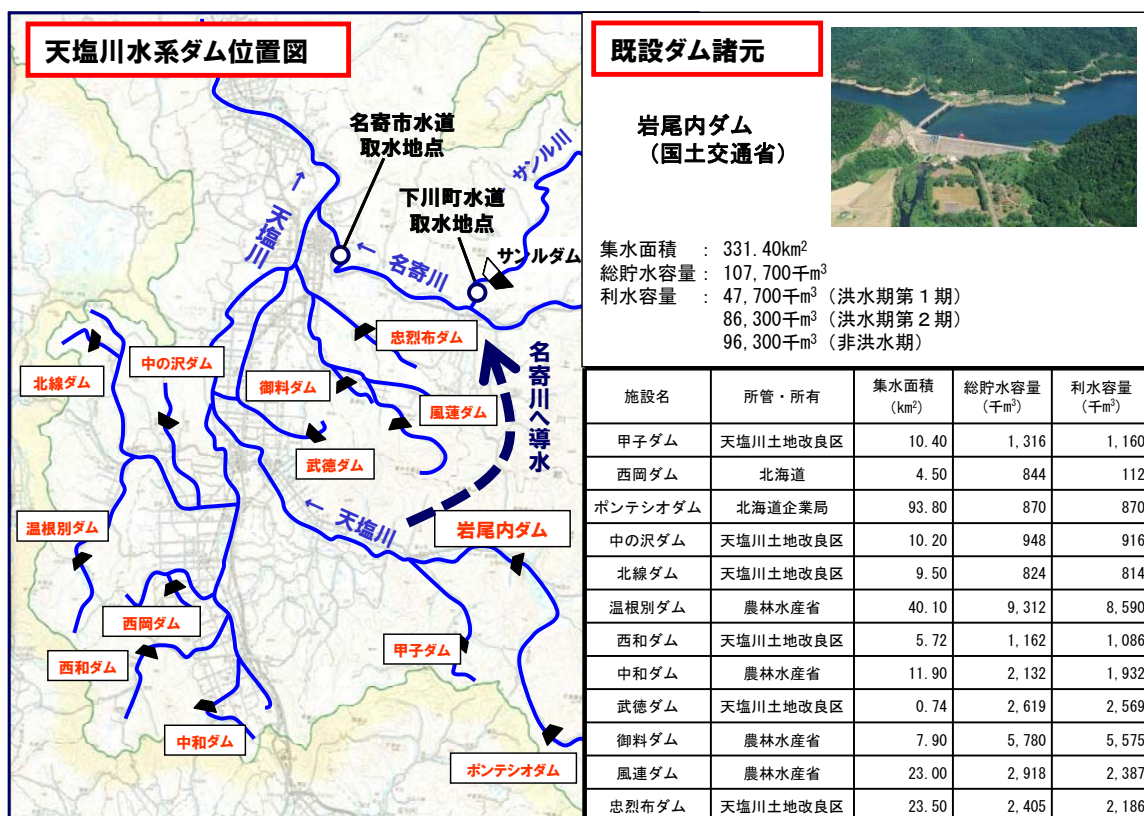 天塩川水系ダム位置図
名寄市水道
取水地点
下川町水道
取水地点
サンル川
サンルダム
← 天塩川
← 名寄川
忠烈布ダム
中の沢ダム
北線ダム
御料ダム
風蓮ダム
名寄川へ導水
武徳ダム
← 天塩川
岩尾内ダム
温根別ダム
西岡ダム
西和ダム
甲子ダム
中和ダム
ポンテシオダム
既設ダム諸元
岩尾内ダム
(国土交通省)
集水面積 : 331.40km²
総貯水容量 : 107,700千m³
利水容量 : 47,700千m³(洪水期第1期)
86,300千m³(洪水期第2期)
96,300千m³(非洪水期)
施設名 所管・所有 集水面積(km²) 総貯水容量(千m³) 利水容量(千m³)
甲子ダム 天塩川土地改良区 10.40 1,316 1,160
西岡ダム 北海道 4.50 844 112
ポンテシオダム 北海道企業局 93.80 870 870
中の沢ダム 天塩川土地改良区 10.20 948 916
北線ダム 天塩川土地改良区 9.50 824 814
温根別ダム 農林水産省 40.10 9,312 8,590
西和ダム 天塩川土地改良区 5.72 1,162 1,086
中和ダム 農林水産省 11.90 2,132 1,932
武徳ダム 天塩川土地改良区 0.74 2,619 2,569
御料ダム 農林水産省 7.90 5,780 5,575
風連ダム 農林水産省 23.00 2,918 2,387
忠烈布ダム 天塩川土地改良区 23.50 2,405 2,186